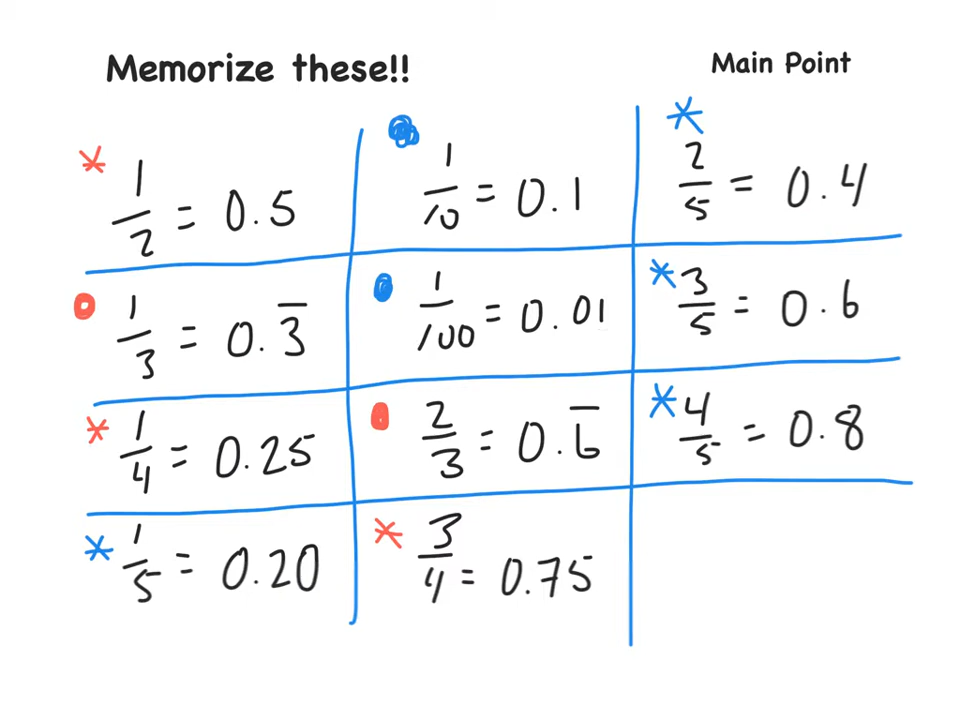 Memorize these!!
Main Point
1/2 = 0.5
1/10 = 0.1
2/5 = 0.4
1/3 = 0.3̅
1/100 = 0.01
3/5 = 0.6
1/4 = 0.25
2/3 = 0.6̅
4/5 = 0.8
1/5 = 0.20
3/4 = 0.75